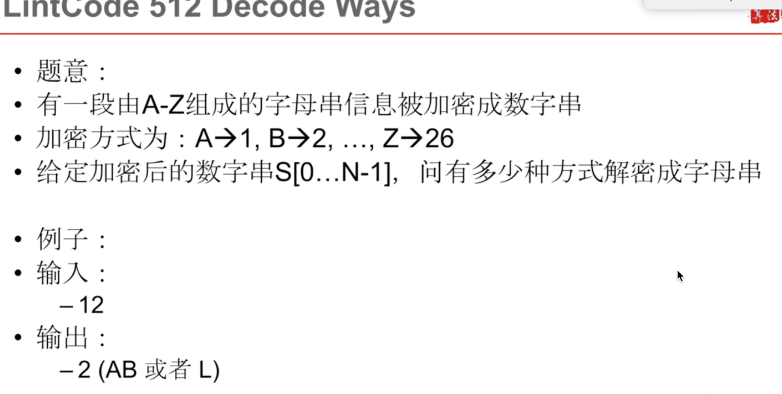 LintCode 512 Decode Ways
• 题意：
• 有一段由A-Z组成的字母串信息被加密成数字串
• 加密方式为：A→1, B→2, …, Z→26
• 给定加密后的数字串S[0…N-1]， 问有多少种方式解密成字母串
• 例子：
• 输入：
– 12
• 输出：
– 2 (AB 或者 L)